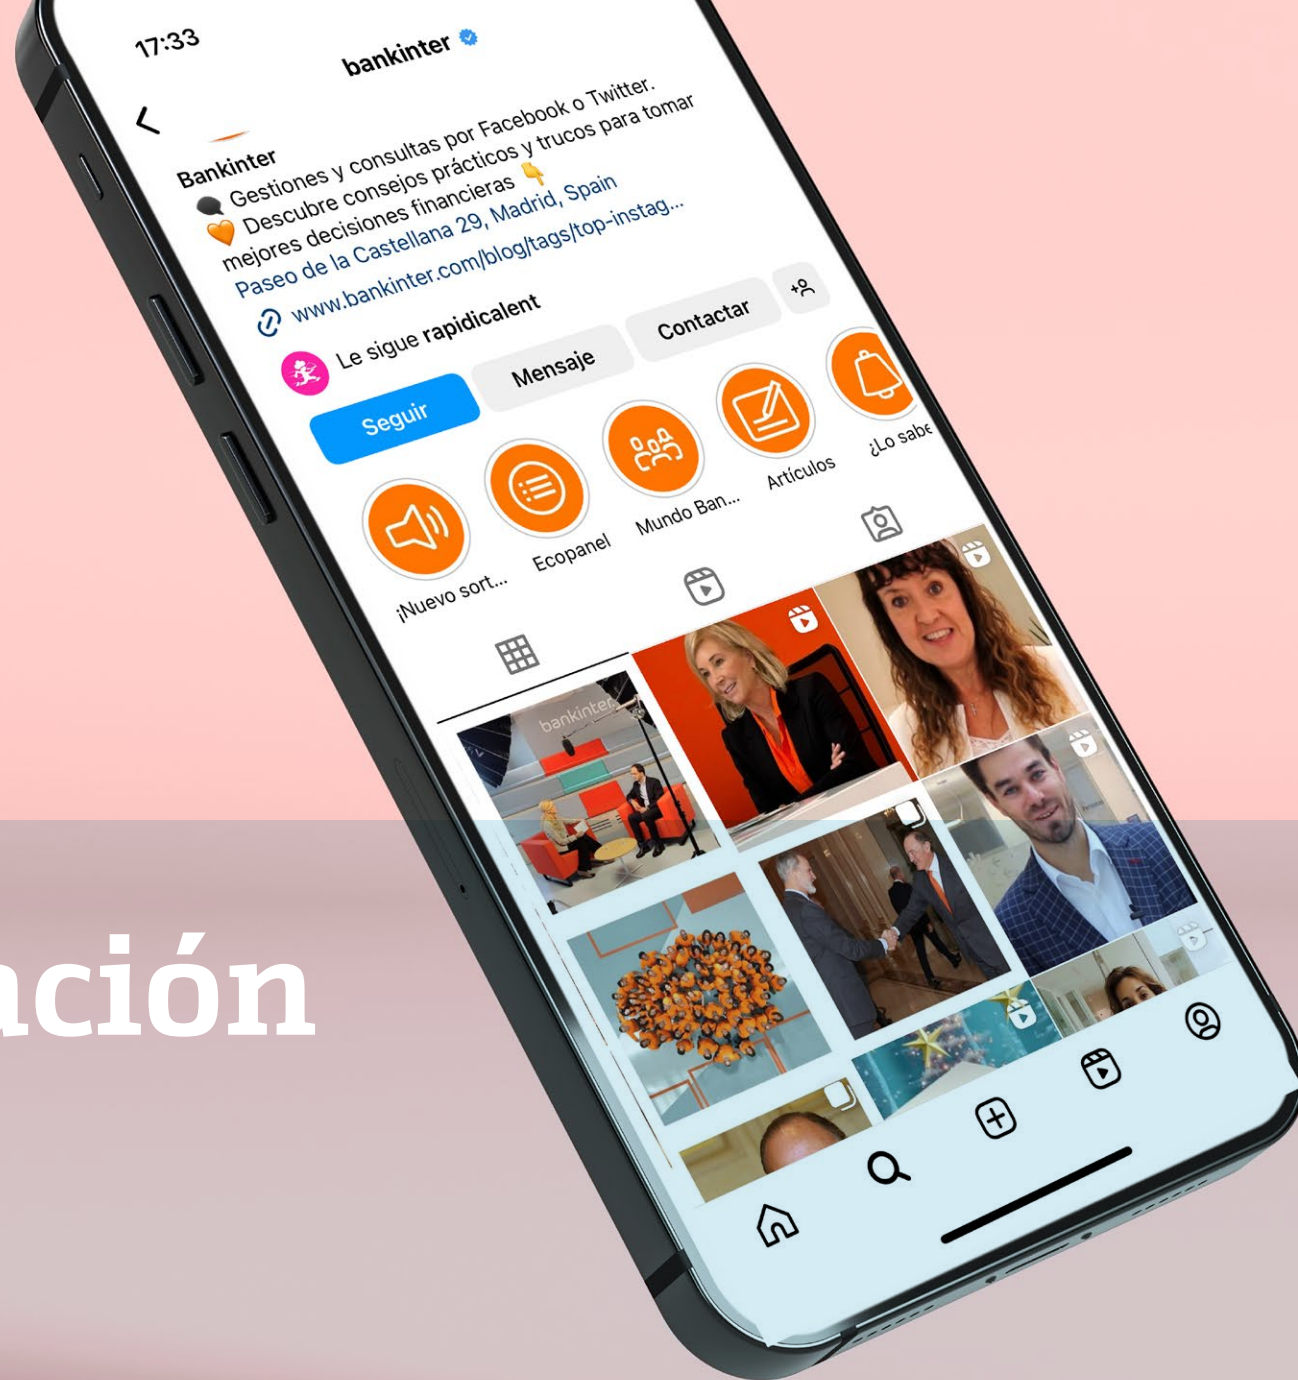 17:33
bankinter
Bankinter
Gestiones y consultas por Facebook o Twitter.
Descubre consejos prácticos y trucos para tomar
mejores decisiones financieras
Paseo de la Castellana 29, Madrid, Spain
www.bankinter.com/blog/tags/top-instag...
Le sigue rapidicalent
Seguir
Mensaje
Contactar
¡Nuevo sort...
Ecopanel
Mundo Ban...
Artículos
¿Lo sabe
bankinter
ación